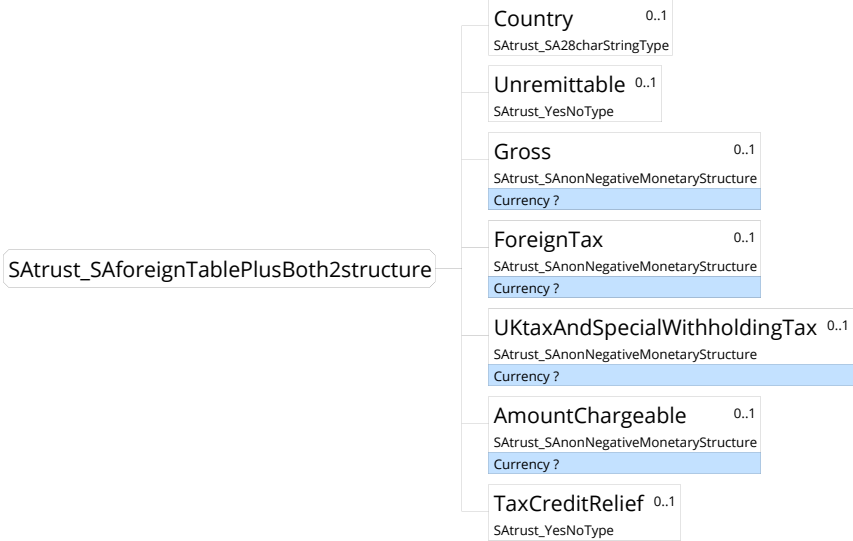 Country 0..1
SAtrust_SA28charStringType
Unremittable 0..1
SAtrust_YesNoType
Gross 0..1
SAtrust_SAnonNegativeMonetaryStructure
Currency ?
SAtrust_SAforeignTablePlusBoth2structure
ForeignTax 0..1
SAtrust_SAnonNegativeMonetaryStructure
Currency ?
UKtaxAndSpecialWithholdingTax 0..1
SAtrust_SAnonNegativeMonetaryStructure
Currency ?
AmountChargeable 0..1
SAtrust_SAnonNegativeMonetaryStructure
Currency ?
TaxCreditRelief 0..1
SAtrust_YesNoType